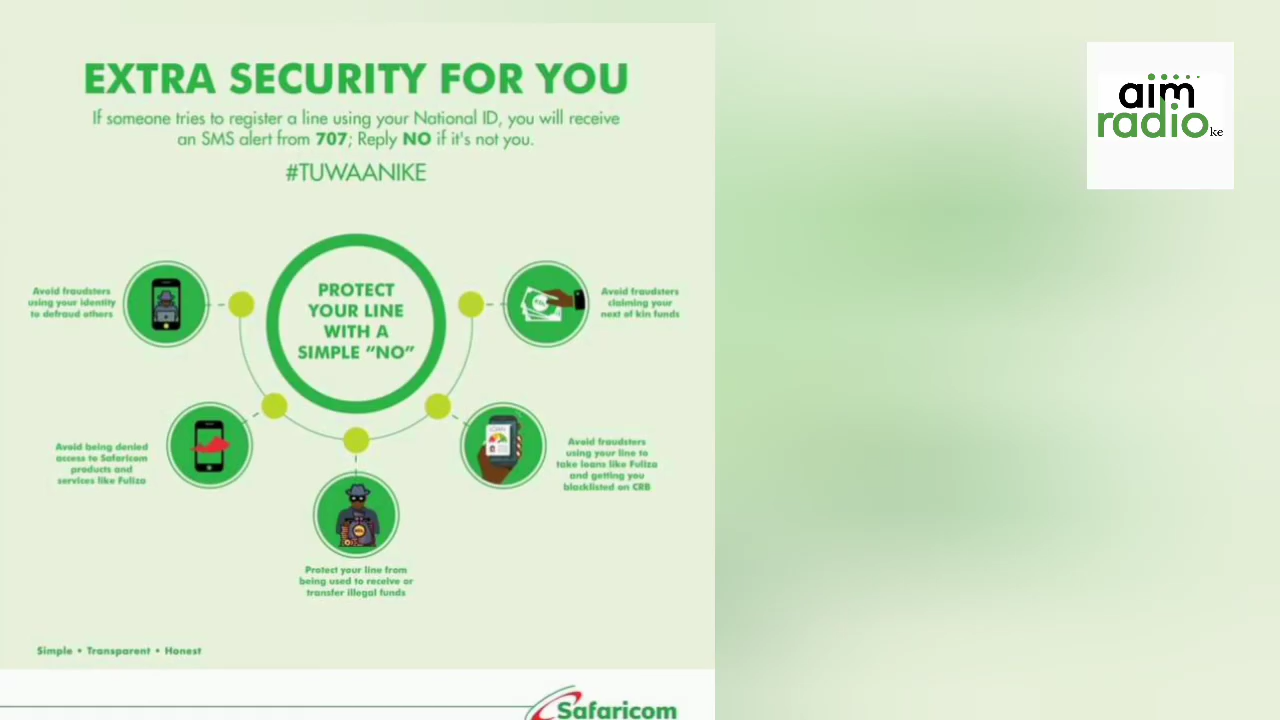 EXTRA SECURITY FOR YOU
If someone tries to register a line using your National ID, you will receive
an SMS alert from 707; Reply NO if it's not you.
#TUWAANIKE
PROTECT
YOUR LINE
WITH A
SIMPLE "NO"
Avoid fraudsters
using your identity
to defraud others
Avoid fraudsters
claiming your
next of kin funds
Avoid being denied
access to Safaricom
products and
services like Fuliza
LOAN
Avoid fraudsters
using your line to
take loans like Fuliza
and getting you
blacklisted on CRB
Protect your line from
being used to receive or
transfer illegal funds
Simple • Transparent • Honest
Safaricom
aim
radio.ke